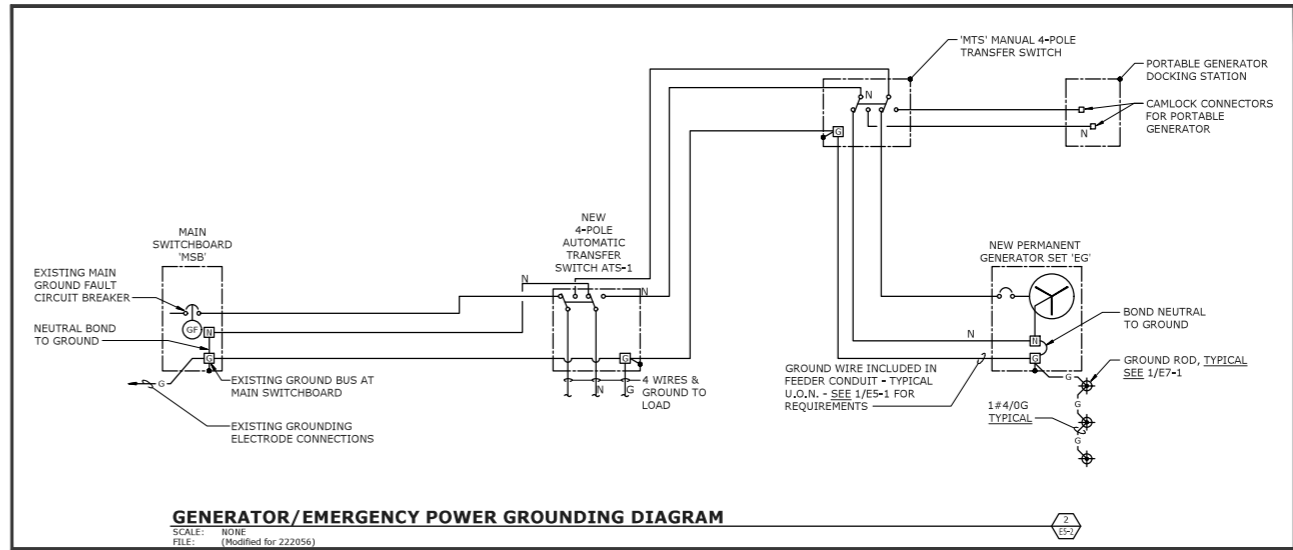 'MTS' MANUAL 4-POLE
TRANSFER SWITCH
PORTABLE GENERATOR
DOCKING STATION
CAMLOCK CONNECTORS
FOR PORTABLE
GENERATOR
N
G
N
MAIN
SWITCHBOARD
'MSB'
EXISTING MAIN
GROUND FAULT
CIRCUIT BREAKER
GF
N
NEUTRAL BOND
TO GROUND
G
G
EXISTING GROUND BUS AT
MAIN SWITCHBOARD
EXISTING GROUNDING
ELECTRODE CONNECTIONS
NEW
4-POLE
AUTOMATIC
TRANSFER
SWITCH ATS-1
N
N
G
N
G
4 WIRES &
GROUND TO
LOAD
NEW PERMANENT
GENERATOR SET 'EG'
N
N
G
BOND NEUTRAL
TO GROUND
GROUND WIRE INCLUDED IN
FEEDER CONDUIT - TYPICAL
U.O.N. - SEE 1/E5-1 FOR
REQUIREMENTS
G
GROUND ROD, TYPICAL
SEE 1/E7-1
G
1#4/0G
TYPICAL
G
GENERATOR/EMERGENCY POWER GROUNDING DIAGRAM
SCALE: NONE
FILE: (Modified for 222056)
2
E5-2